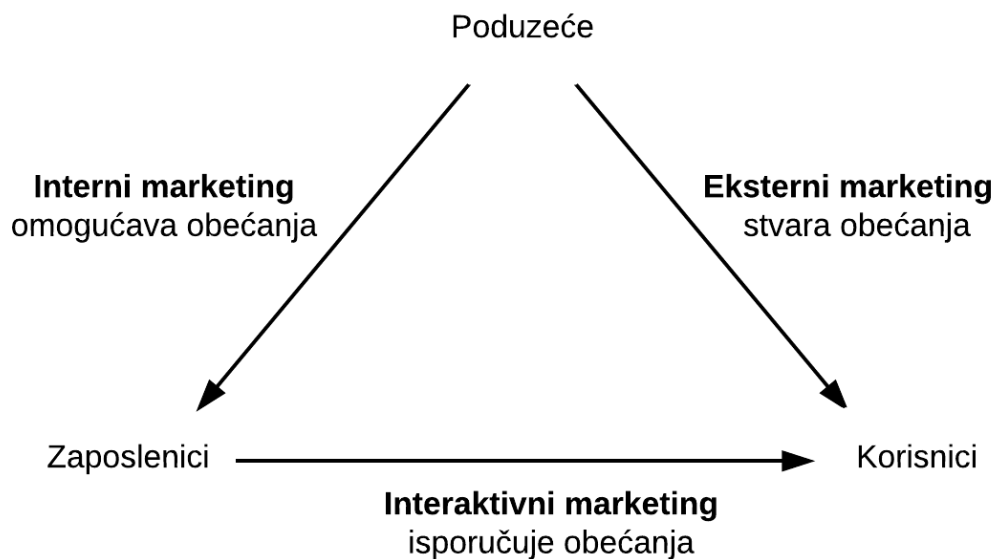 Poduzeće
Interni marketing
omogućava obećanja
Eksterni marketing
stvara obećanja
Zaposlenici
Korisnici
Interaktivni marketing
isporučuje obećanja